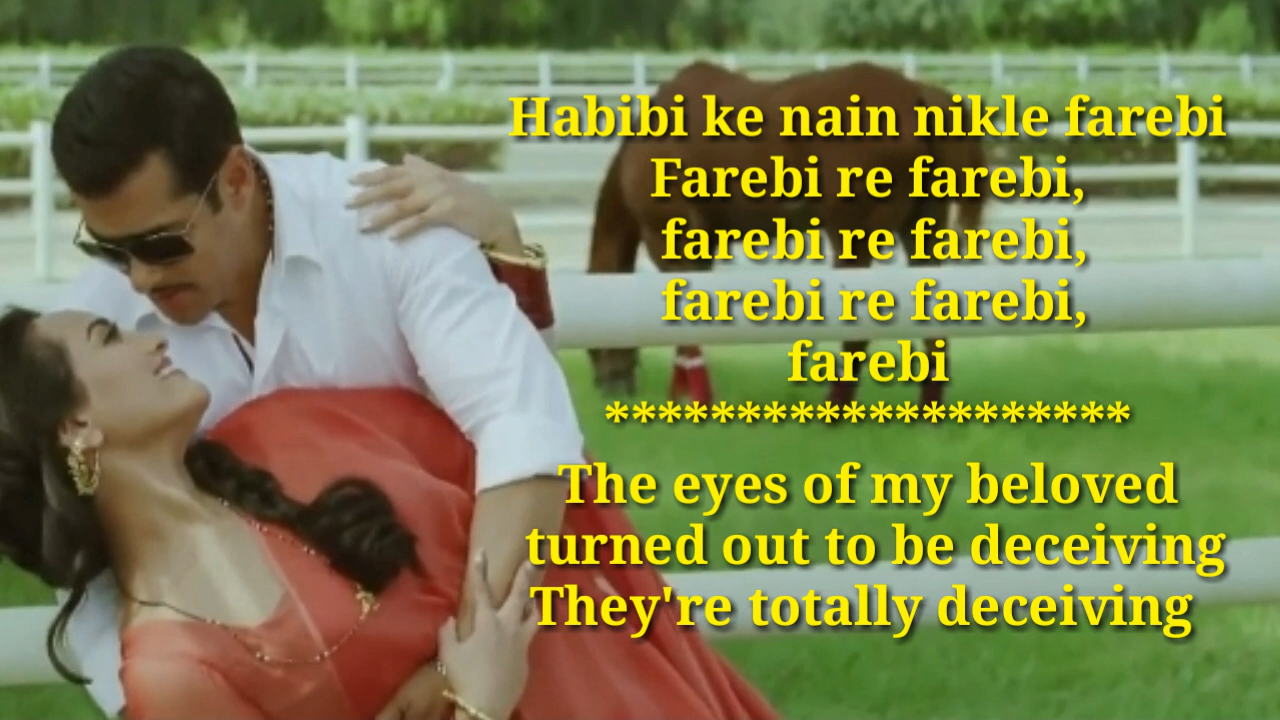 Habibi ke nain nikle farebi
Farebi re farebi,
farebi re farebi,
farebi re farebi,
farebi
********************
The eyes of my beloved
turned out to be deceiving
They're totally deceiving